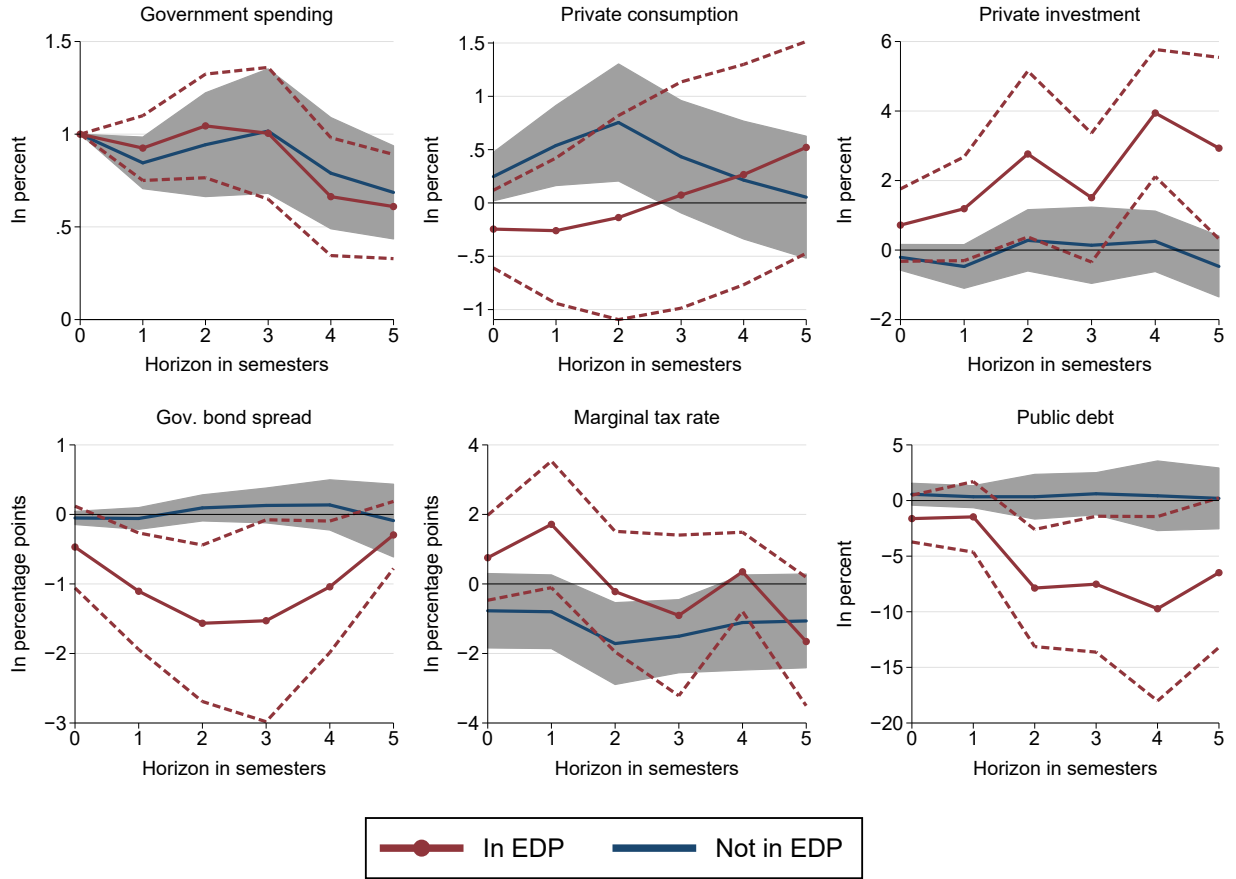 Government spending
In percent
1.5
1
.5
0
0 1 2 3 4 5
Horizon in semesters
Private consumption
In percent
1.5
1
.5
0
−.5
−1
0 1 2 3 4 5
Horizon in semesters
Private investment
In percent
6
4
2
0
−2
0 1 2 3 4 5
Horizon in semesters
Gov. bond spread
In percentage points
1
0
−1
−2
−3
0 1 2 3 4 5
Horizon in semesters
Marginal tax rate
In percentage points
4
2
0
−2
−4
0 1 2 3 4 5
Horizon in semesters
Public debt
In percent
5
0
−5
−10
−15
−20
0 1 2 3 4 5
Horizon in semesters
In EDP Not in EDP